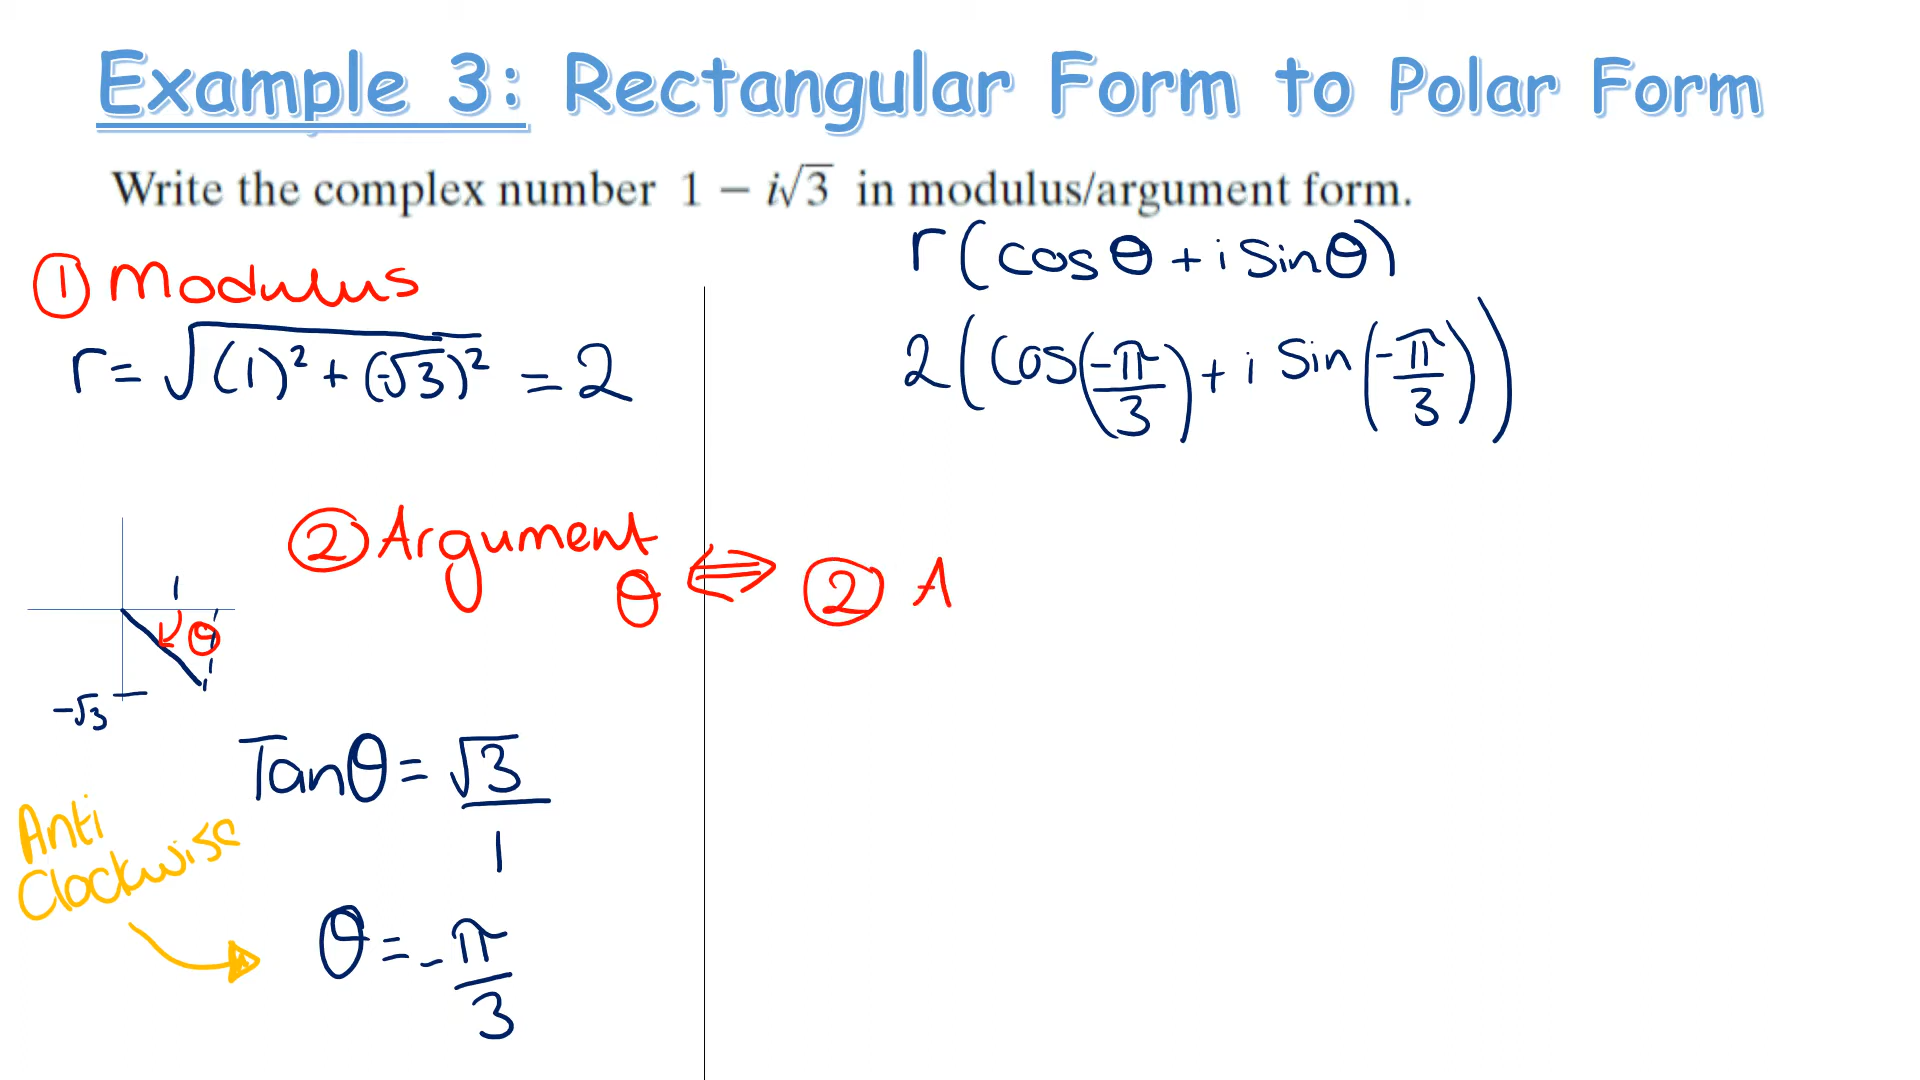 Example 3: Rectangular Form to Polar Form
Write the complex number 1 − i√3 in modulus/argument form.
① Modulus
r = √((1)² + (-√3)²) = 2
② Argument
θ
1
θ
-√3
Tanθ = √3/1
Anti
Clockwise
θ = -π/3
r(cosθ + i Sinθ)
2(cos(-π/3) + i Sin(-π/3))
⟺ ② A